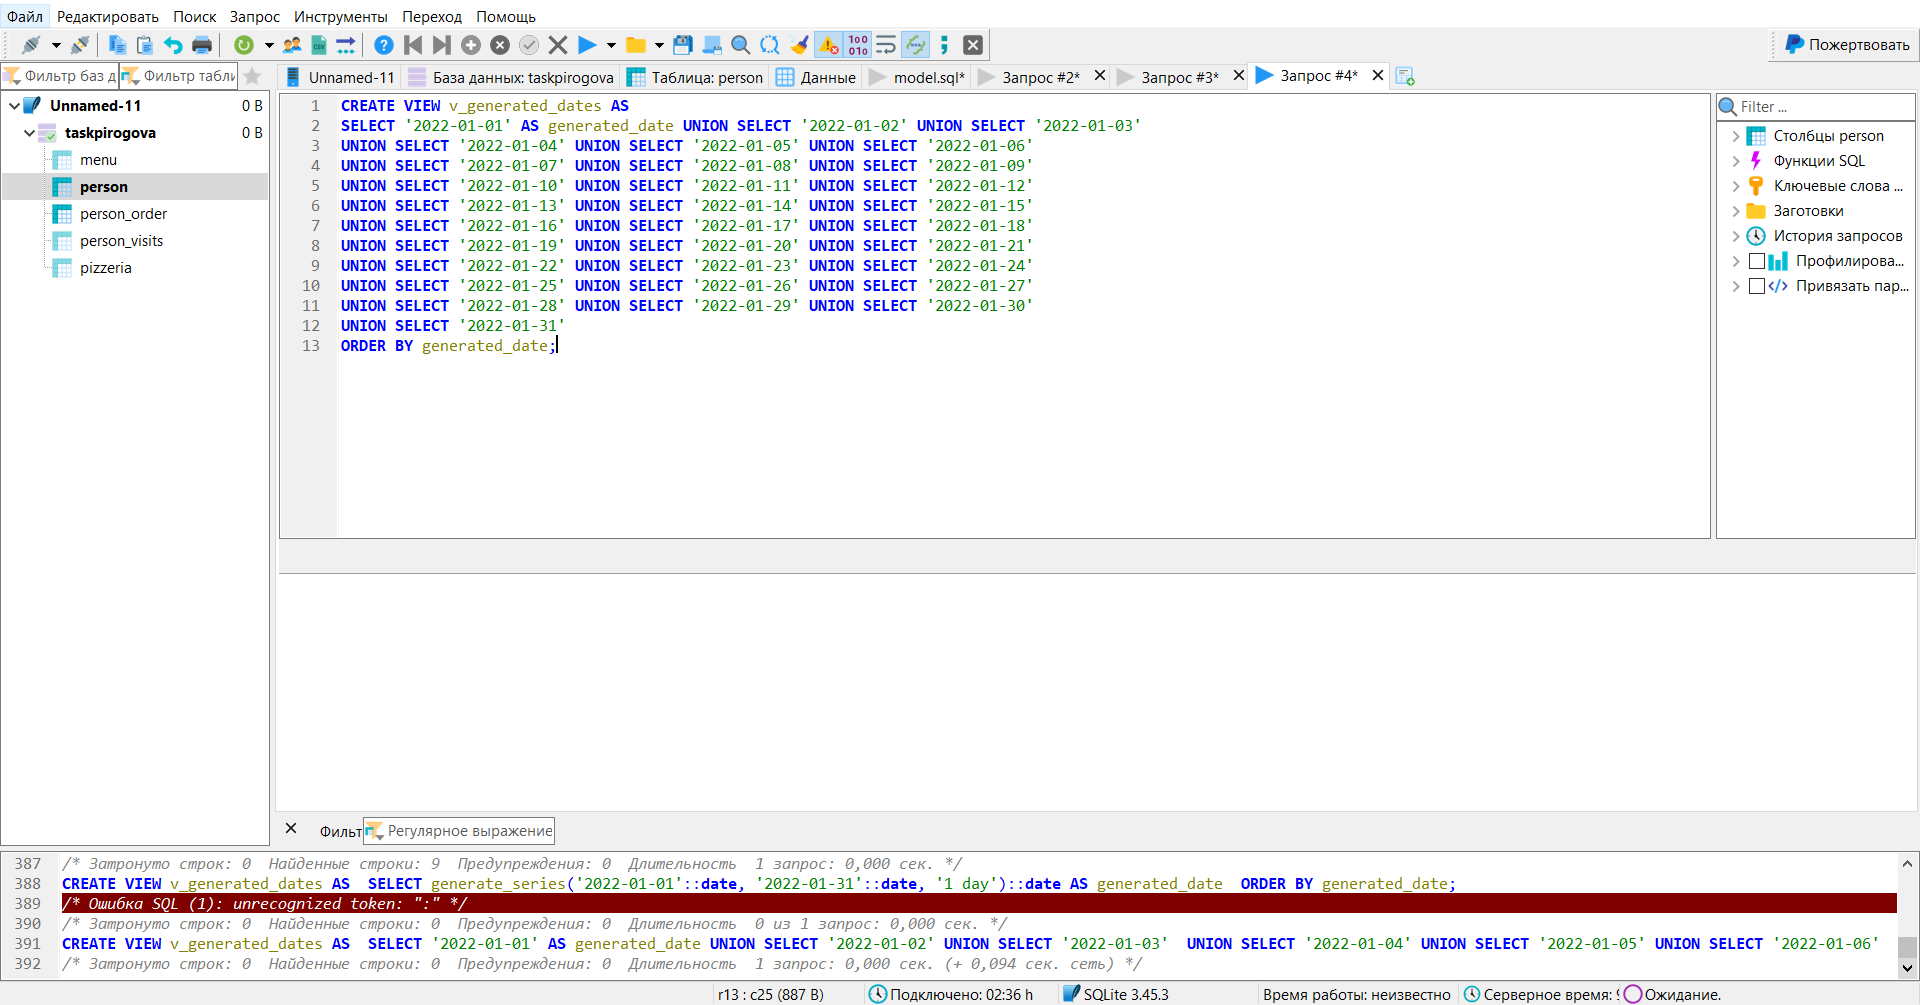 Файл Редактировать Поиск Запрос Инструменты Переход Помощь
Пожертвовать
Фильтр баз д Фильтр табли
Unnamed-11 База данных: taskpirogova Таблица: person Данные model.sql* Запрос #2* Запрос #3* Запрос #4*
Unnamed-11 0 B
taskpirogova 0 B
menu
person
person_order
person_visits
pizzeria
1 CREATE VIEW v_generated_dates AS
2 SELECT '2022-01-01' AS generated_date UNION SELECT '2022-01-02' UNION SELECT '2022-01-03'
3 UNION SELECT '2022-01-04' UNION SELECT '2022-01-05' UNION SELECT '2022-01-06'
4 UNION SELECT '2022-01-07' UNION SELECT '2022-01-08' UNION SELECT '2022-01-09'
5 UNION SELECT '2022-01-10' UNION SELECT '2022-01-11' UNION SELECT '2022-01-12'
6 UNION SELECT '2022-01-13' UNION SELECT '2022-01-14' UNION SELECT '2022-01-15'
7 UNION SELECT '2022-01-16' UNION SELECT '2022-01-17' UNION SELECT '2022-01-18'
8 UNION SELECT '2022-01-19' UNION SELECT '2022-01-20' UNION SELECT '2022-01-21'
9 UNION SELECT '2022-01-22' UNION SELECT '2022-01-23' UNION SELECT '2022-01-24'
10 UNION SELECT '2022-01-25' UNION SELECT '2022-01-26' UNION SELECT '2022-01-27'
11 UNION SELECT '2022-01-28' UNION SELECT '2022-01-29' UNION SELECT '2022-01-30'
12 UNION SELECT '2022-01-31'
13 ORDER BY generated_date;
Filter ...
Столбцы person
Функции SQL
Ключевые слова ...
Заготовки
История запросов
Профилирова...
Привязать пар...
Фильт Регулярное выражение
387 /* Затронуто строк: 0 Найденные строки: 9 Предупреждения: 0 Длительность 1 запрос: 0,000 сек. */
388 CREATE VIEW v_generated_dates AS SELECT generate_series('2022-01-01'::date, '2022-01-31'::date, '1 day')::date AS generated_date ORDER BY generated_date;
389 /* Ошибка SQL (1): unrecognized token: ":" */
390 /* Затронуто строк: 0 Найденные строки: 0 Предупреждения: 0 Длительность 0 из 1 запрос: 0,000 сек. */
391 CREATE VIEW v_generated_dates AS SELECT '2022-01-01' AS generated_date UNION SELECT '2022-01-02' UNION SELECT '2022-01-03' UNION SELECT '2022-01-04' UNION SELECT '2022-01-05' UNION SELECT '2022-01-06'
392 /* Затронуто строк: 0 Найденные строки: 0 Предупреждения: 0 Длительность 1 запрос: 0,000 сек. (+ 0,094 сек. сеть) */
r13 : c25 (887 B) Подключено: 02:36 h SQLite 3.45.3 Время работы: неизвестно Серверное время: Ожидание.